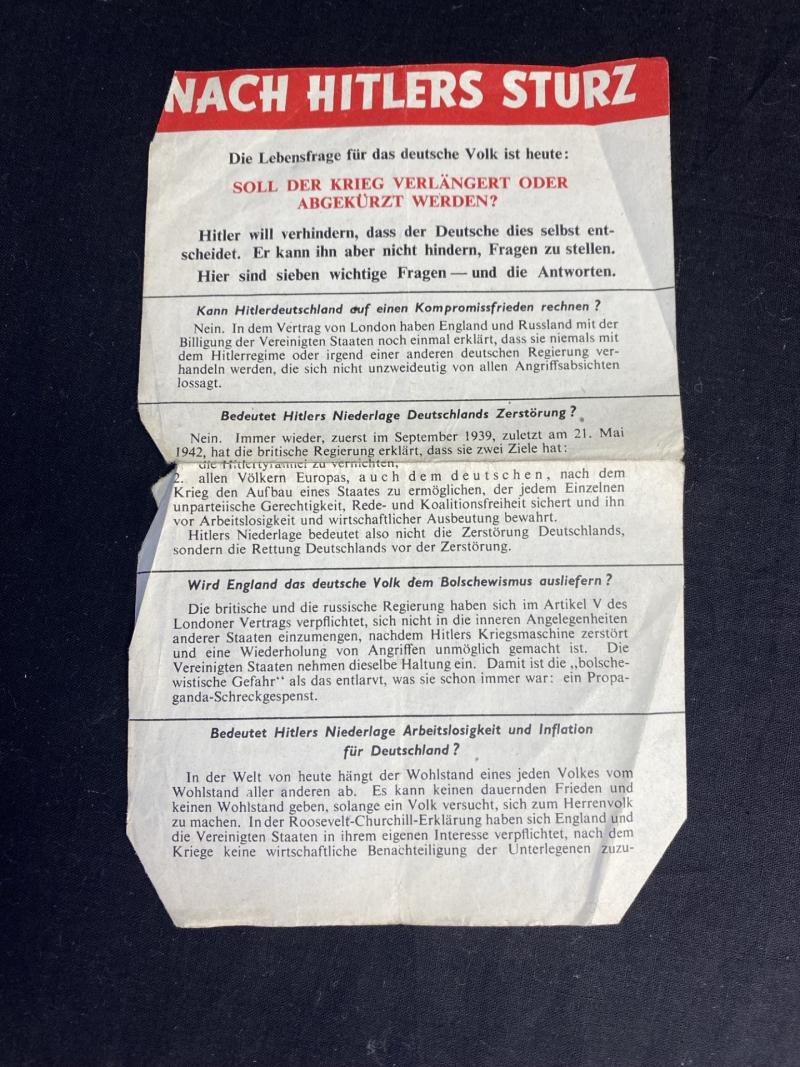 NACH HITLERS STURZ
Die Lebensfrage für das deutsche Volk ist heute:
SOLL DER KRIEG VERLÄNGERT ODER
ABGEKÜRZT WERDEN?
Hitler will verhindern, dass der Deutsche dies selbst ent-
scheidet. Er kann ihn aber nicht hindern, Fragen zu stellen.
Hier sind sieben wichtige Fragen — und die Antworten.
Kann Hitlerdeutschland auf einen Kompromissfrieden rechnen?
Nein. In dem Vertrag von London haben England und Russland mit der
Billigung der Vereinigten Staaten noch einmal erklärt, dass sie niemals mit
dem Hitlerregime oder irgend einer anderen deutschen Regierung ver-
handeln werden, die sich nicht unzweideutig von allen Angriffsabsichten
lossagt.
Bedeutet Hitlers Niederlage Deutschlands Zerstörung?
Nein. Immer wieder, zuerst im September 1939, zuletzt am 21. Mai
1942, hat die britische Regierung erklärt, dass sie zwei Ziele hat:
die Hitlertyrannei zu vernichten,
2. allen Völkern Europas, auch dem deutschen, nach dem
Krieg den Aufbau eines Staates zu ermöglichen, der jedem Einzelnen
unparteiische Gerechtigkeit, Rede- und Koalitionsfreiheit sichert und ihn
vor Arbeitslosigkeit und wirtschaftlicher Ausbeutung bewahrt.
Hitlers Niederlage bedeutet also nicht die Zerstörung Deutschlands,
sondern die Rettung Deutschlands vor der Zerstörung.
Wird England das deutsche Volk dem Bolschewismus ausliefern?
Die britische und die russische Regierung haben sich im Artikel V des
Londoner Vertrags verpflichtet, sich nicht in die inneren Angelegenheiten
anderer Staaten einzumengen, nachdem Hitlers Kriegsmaschine zerstört
und eine Wiederholung von Angriffen unmöglich gemacht ist. Die
Vereinigten Staaten nehmen dieselbe Haltung ein. Damit ist die „bolsche-
wistische Gefahr“ als das entlarvt, was sie schon immer war: ein Propa-
ganda-Schreckgespenst.
Bedeutet Hitlers Niederlage Arbeitslosigkeit und Inflation
für Deutschland?
In der Welt von heute hängt der Wohlstand eines jeden Volkes vom
Wohlstand aller anderen ab. Es kann keinen dauernden Frieden und
keinen Wohlstand geben, solange ein Volk versucht, sich zum Herrenvolk
zu machen. In der Roosevelt-Churchill-Erklärung haben sich England und
die Vereinigten Staaten in ihrem eigenen Interesse verpflichtet, nach dem
Kriege keine wirtschaftliche Benachteiligung der Unterlegenen zuzu-